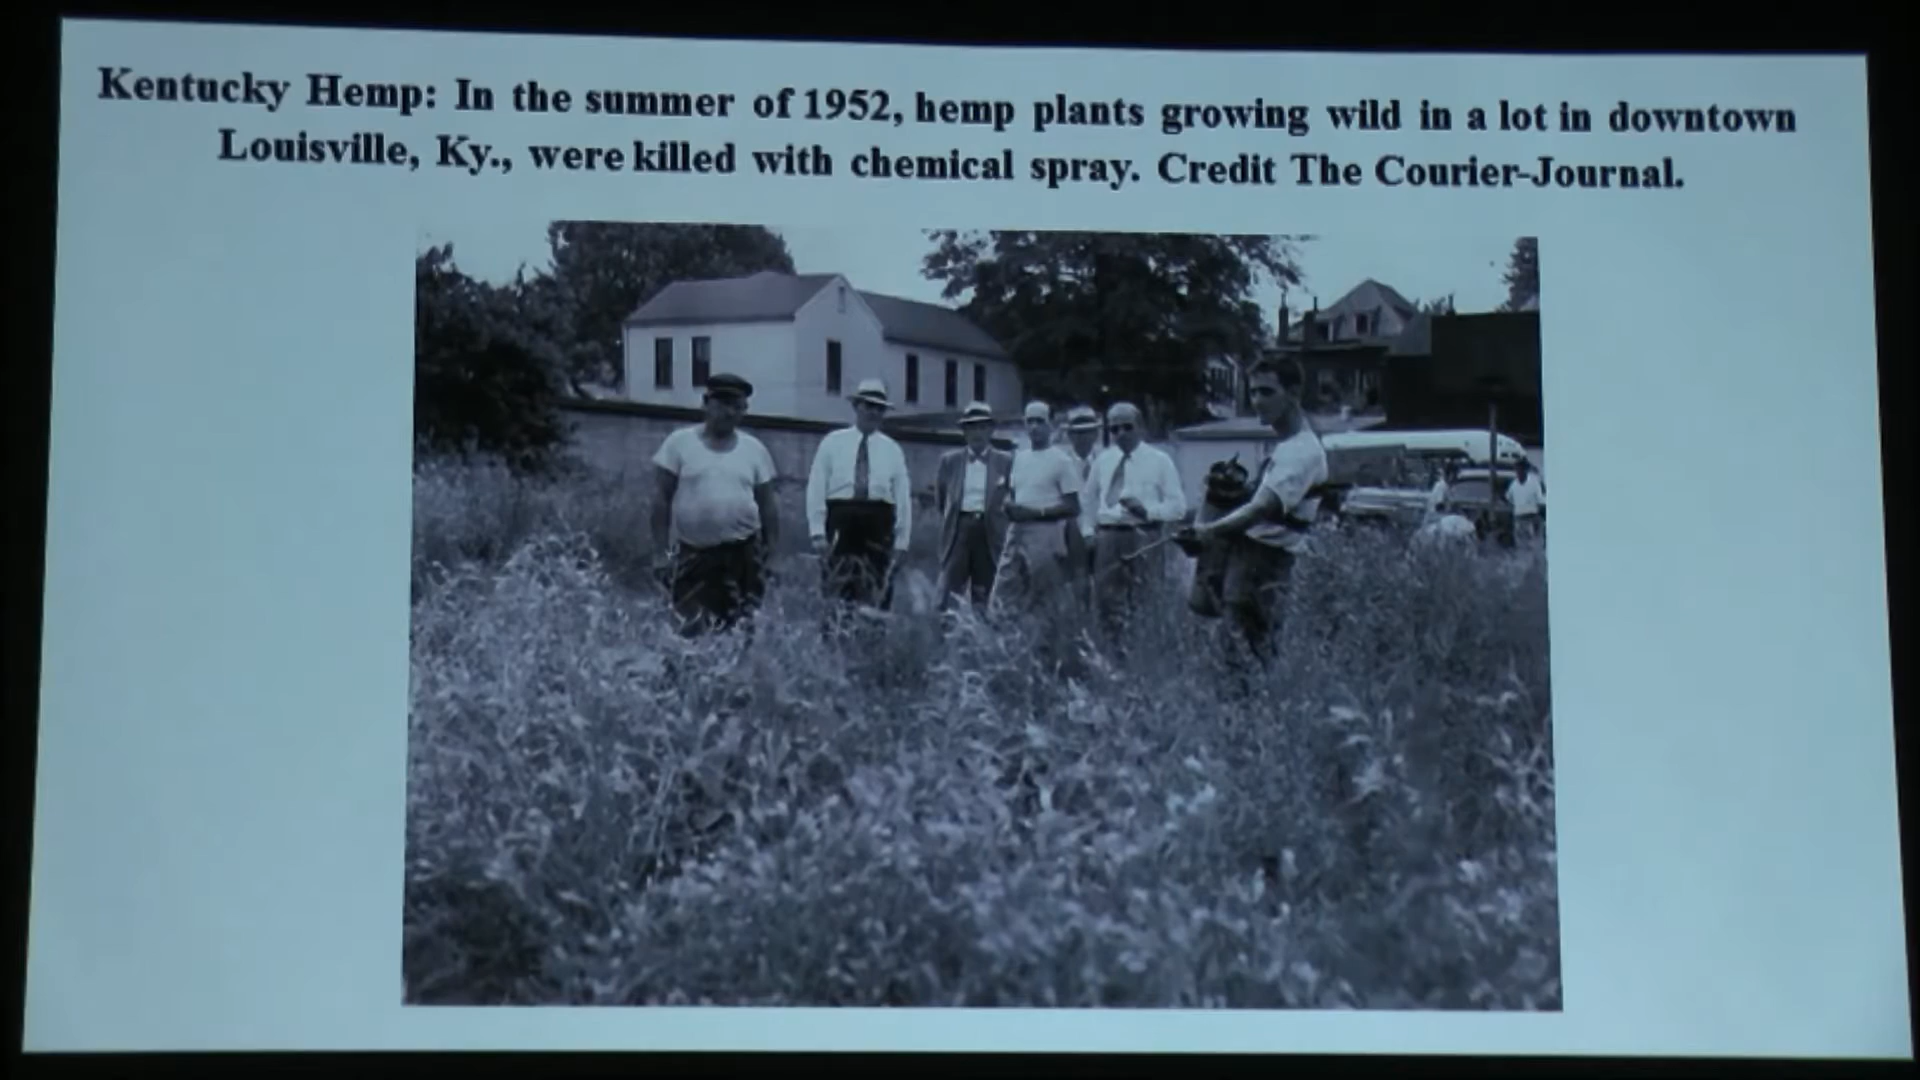 Kentucky Hemp: In the summer of 1952, hemp plants growing wild in a lot in downtown
Louisville, Ky., were killed with chemical spray. Credit The Courier-Journal.